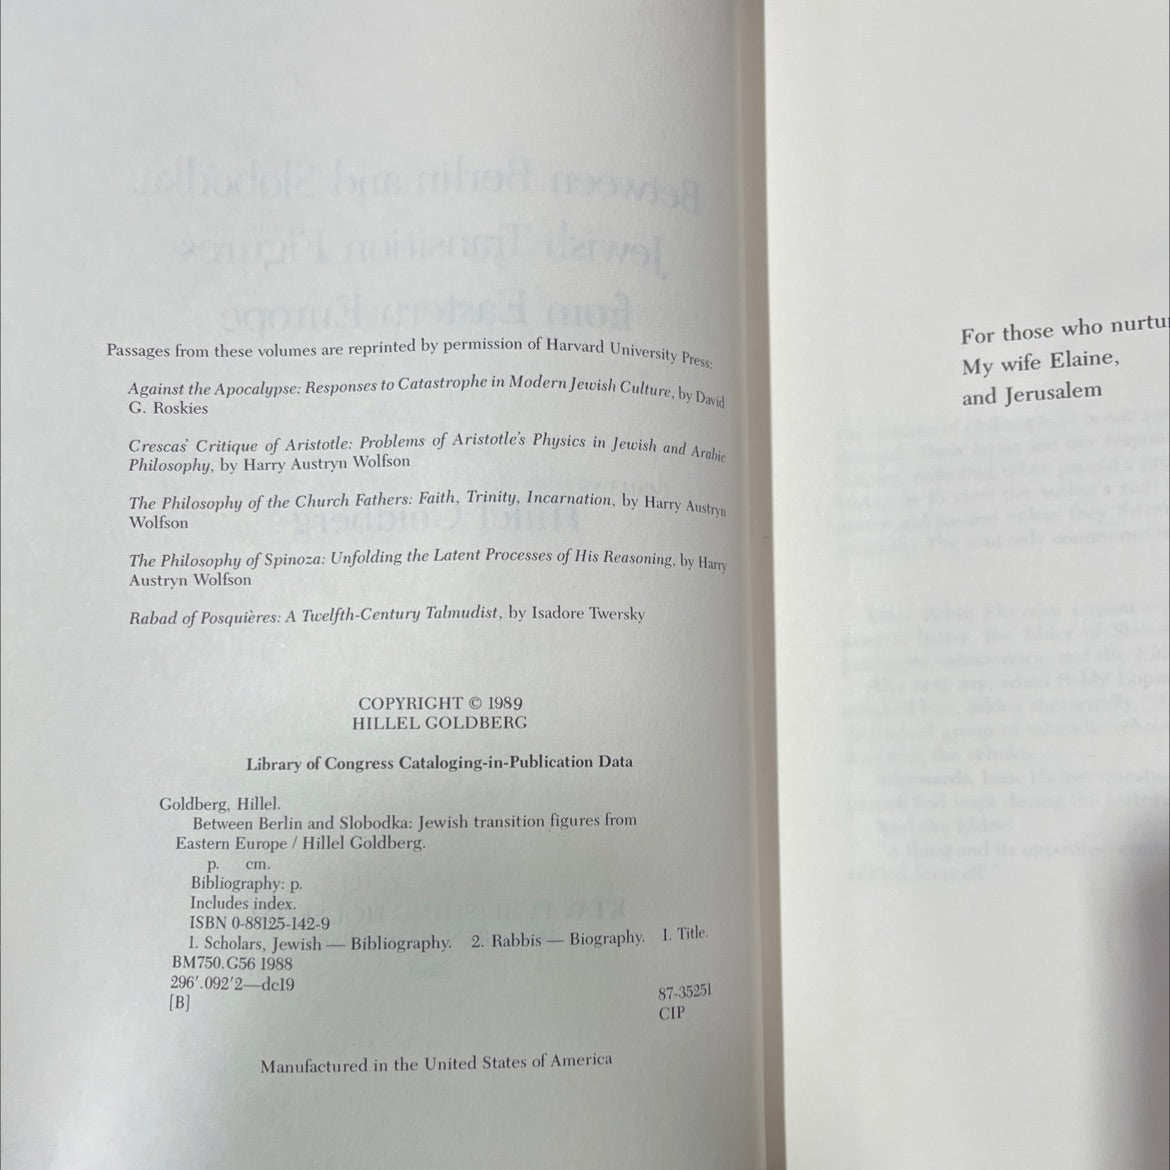 Passages from these volumes are reprinted by permission of Harvard University Press:
Against the Apocalypse: Responses to Catastrophe in Modern Jewish Culture, by David
G. Roskies
Crescas' Critique of Aristotle: Problems of Aristotle's Physics in Jewish and Arabic
Philosophy, by Harry Austryn Wolfson
The Philosophy of the Church Fathers: Faith, Trinity, Incarnation, by Harry Austryn
Wolfson
The Philosophy of Spinoza: Unfolding the Latent Processes of His Reasoning, by Harry
Austryn Wolfson
Rabad of Posquières: A Twelfth-Century Talmudist, by Isadore Twersky
COPYRIGHT © 1989
HILLEL GOLDBERG
Library of Congress Cataloging-in-Publication Data
Goldberg, Hillel.
Between Berlin and Slobodka: Jewish transition figures from
Eastern Europe / Hillel Goldberg.
p. cm.
Bibliography: p.
Includes index.
ISBN 0-88125-142-9
1. Scholars, Jewish — Bibliography. 2. Rabbis — Biography. I. Title.
BM750.G56 1988
296'.092'2—dc19
[B]
87-35251
CIP
Manufactured in the United States of America
For those who nurtu
My wife Elaine,
and Jerusalem